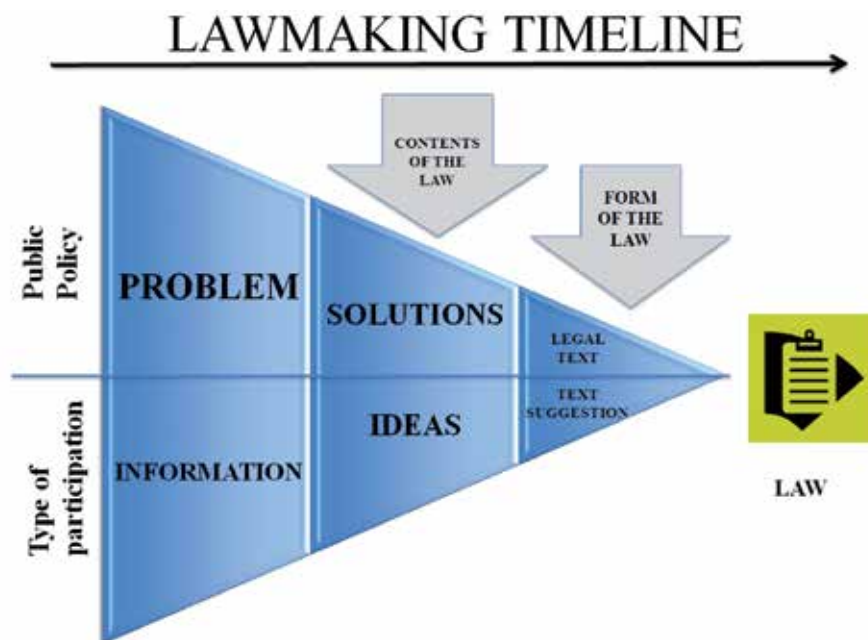 LAWMAKING TIMELINE
CONTENTS
OF THE
LAW
FORM
OF THE
LAW
Public
Policy
PROBLEM
SOLUTIONS
LEGAL
TEXT
Type of
participation
INFORMATION
IDEAS
TEXT
SUGGESTION
LAW